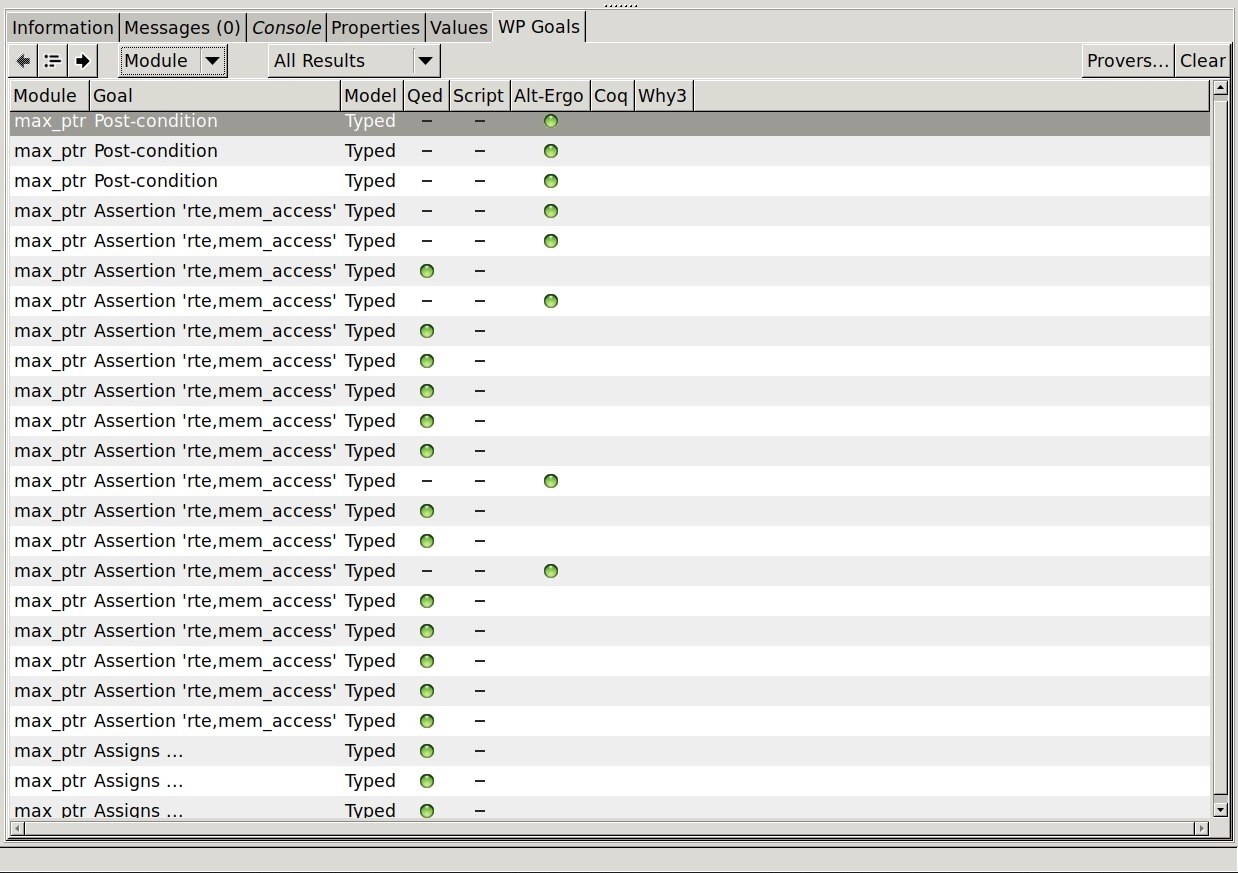 Information Messages (0) Console Properties Values WP Goals
Module All Results Provers... Clear
Module Goal Model Qed Script Alt-Ergo Coq Why3
max_ptr Post-condition Typed – –
max_ptr Post-condition Typed – –
max_ptr Post-condition Typed – –
max_ptr Assertion 'rte,mem_access' Typed – –
max_ptr Assertion 'rte,mem_access' Typed – –
max_ptr Assertion 'rte,mem_access' Typed –
max_ptr Assertion 'rte,mem_access' Typed – –
max_ptr Assertion 'rte,mem_access' Typed –
max_ptr Assertion 'rte,mem_access' Typed –
max_ptr Assertion 'rte,mem_access' Typed –
max_ptr Assertion 'rte,mem_access' Typed –
max_ptr Assertion 'rte,mem_access' Typed –
max_ptr Assertion 'rte,mem_access' Typed – –
max_ptr Assertion 'rte,mem_access' Typed –
max_ptr Assertion 'rte,mem_access' Typed –
max_ptr Assertion 'rte,mem_access' Typed – –
max_ptr Assertion 'rte,mem_access' Typed –
max_ptr Assertion 'rte,mem_access' Typed –
max_ptr Assertion 'rte,mem_access' Typed –
max_ptr Assertion 'rte,mem_access' Typed –
max_ptr Assertion 'rte,mem_access' Typed –
max_ptr Assigns ... Typed –
max_ptr Assigns ... Typed –
max_ptr Assigns ... Typed –